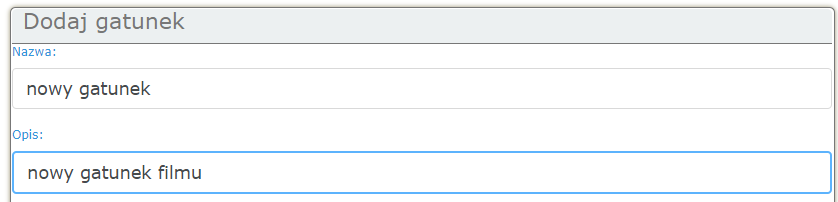 Dodaj gatunek
Nazwa:
nowy gatunek
Opis:
nowy gatunek filmu